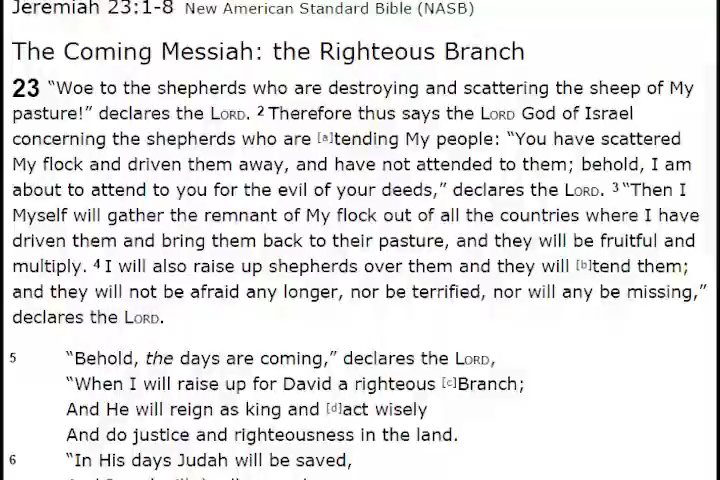 Jeremiah 23:1-8 New American Standard Bible (NASB)
The Coming Messiah: the Righteous Branch
23 “Woe to the shepherds who are destroying and scattering the sheep of My
pasture!” declares the LORD. 2 Therefore thus says the LORD God of Israel
concerning the shepherds who are [a]tending My people: “You have scattered
My flock and driven them away, and have not attended to them; behold, I am
about to attend to you for the evil of your deeds,” declares the LORD. 3 “Then I
Myself will gather the remnant of My flock out of all the countries where I have
driven them and bring them back to their pasture, and they will be fruitful and
multiply. 4 I will also raise up shepherds over them and they will [b]tend them;
and they will not be afraid any longer, nor be terrified, nor will any be missing,”
declares the LORD.
5 “Behold, the days are coming,” declares the LORD,
“When I will raise up for David a righteous [c]Branch;
And He will reign as king and [d]act wisely
And do justice and righteousness in the land.
6 “In His days Judah will be saved,